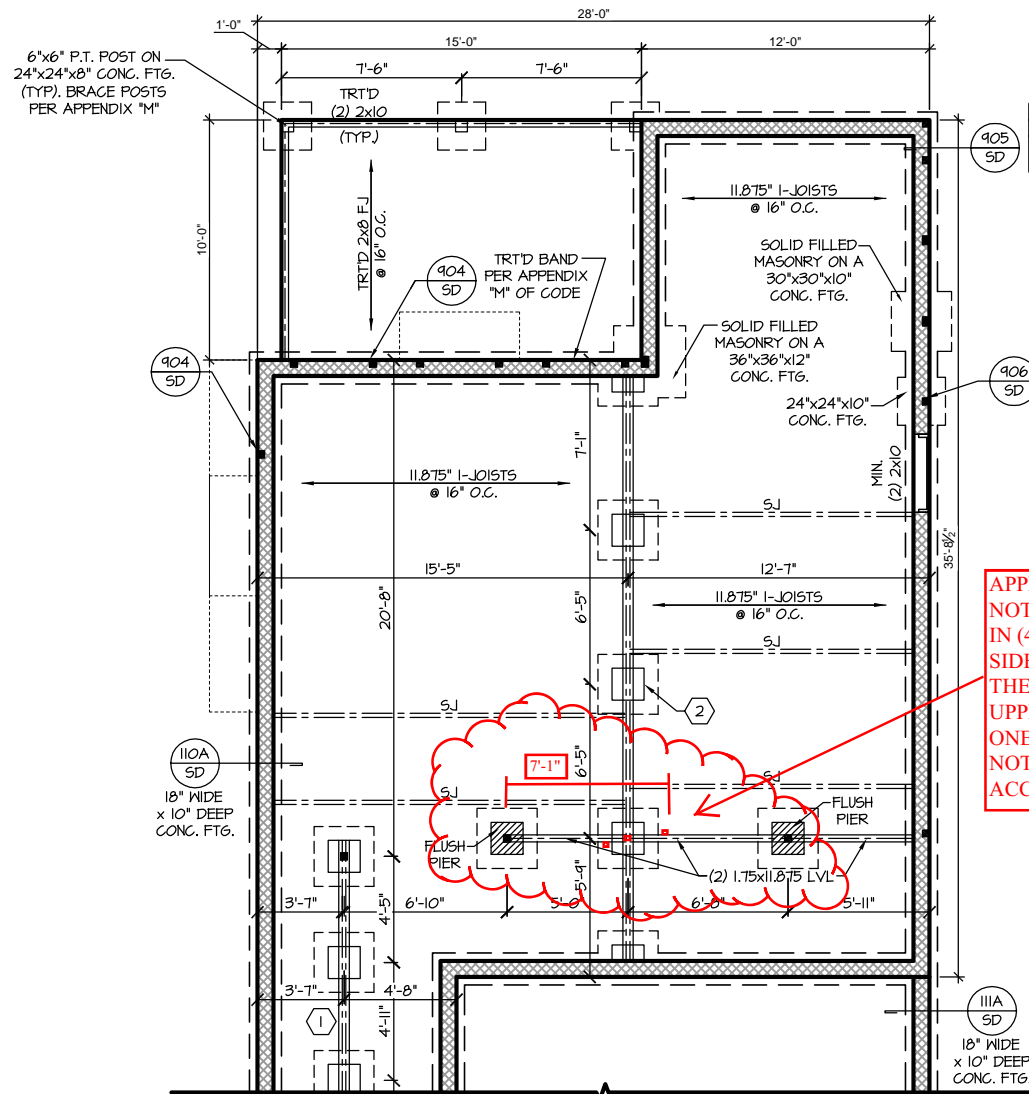 28'-0"
1'-0"
15'-0"
12'-0"
7'-6"
7'-6"
6"x6" P.T. POST ON
24"x24"x8" CONC. FTG.
(TYP). BRACE POSTS
PER APPENDIX "M"
TRT'D
(2) 2x10
(TYP.)
905
SD
10'-0"
TRT'D 2x8 FJ
@ 16" O.C.
11.875" I-JOISTS
@ 16" O.C.
904
SD
TRT'D BAND
PER APPENDIX
"M" OF CODE
SOLID FILLED
MASONRY ON A
30"x30"x10"
CONC. FTG.
SOLID FILLED
MASONRY ON A
36"x36"x12"
CONC. FTG.
904
SD
906
SD
24"x24"x10"
CONC. FTG.
7'-1"
MIN.
(2) 2x10
11.875" I-JOISTS
@ 16" O.C.
SJ
35'-8½"
15'-5"
12'-7"
20'-8"
6'-5"
11.875" I-JOISTS
@ 16" O.C.
SJ
APP
NOT
IN (4
SIDE
THE
UPP
ONE
NOT
ACC
2
SJ
6'-5"
7'-1"
SJ
110A
SD
18" WIDE
x 10" DEEP
CONC. FTG.
SJ
FLUSH
PIER
FLUSH
PIER
(2) 1.75x11.875 LVL
5'-9"
4'-5"
3'-7"
6'-10"
6'-8"
5'-11"
3'-7"
4'-8"
4'-11"
1
111A
SD
18" WIDE
x 10" DEEP
CONC. FTG.